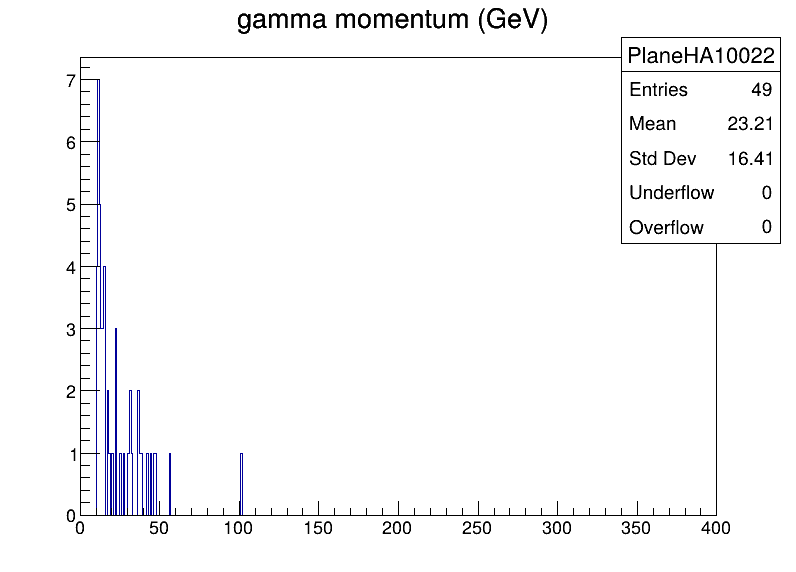 gamma momentum (GeV)
PlaneHA10022
Entries 49
Mean 23.21
Std Dev 16.41
Underflow 0
Overflow 0
7
6
5
4
3
2
1
0
0 50 100 150 200 250 300 350 400